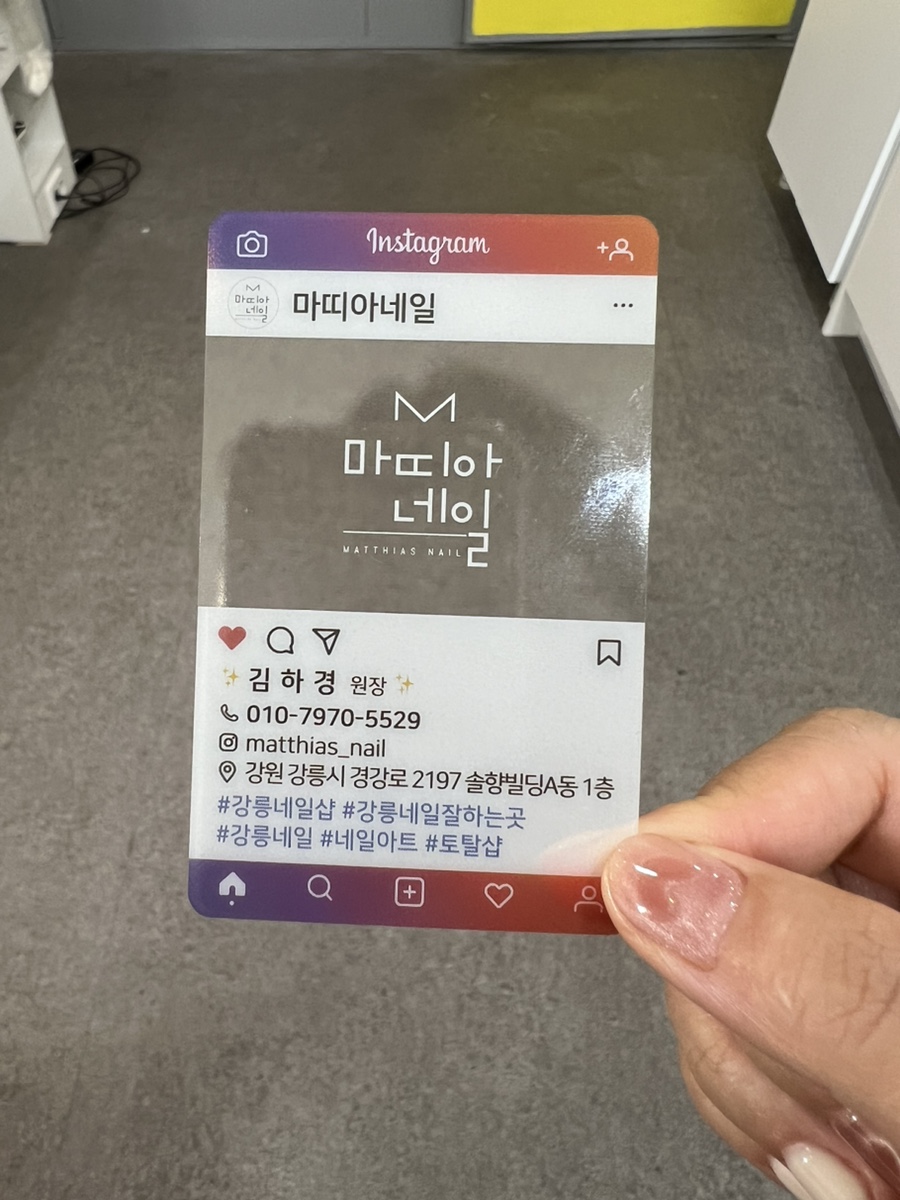 Instagram
마띠아
네일
마띠아네일
M
마띠아
네일
MATTHIAS NAIL
김하경 원장
010-7970-5529
matthias_nail
강원 강릉시 경강로 2197 솔향빌딩A동 1층
#강릉네일샵 #강릉네일잘하는곳
#강릉네일 #네일아트 #토탈샵